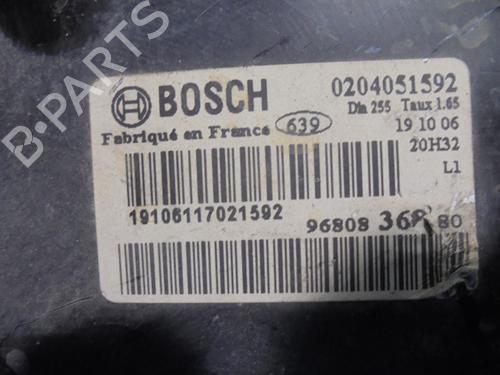 B-PARTS
BOSCH
0204051592
Dia 255 Taux 1.65
Fabriqué en France
639
19 10 06
20H32
L1
19106117021592
96808 368 80